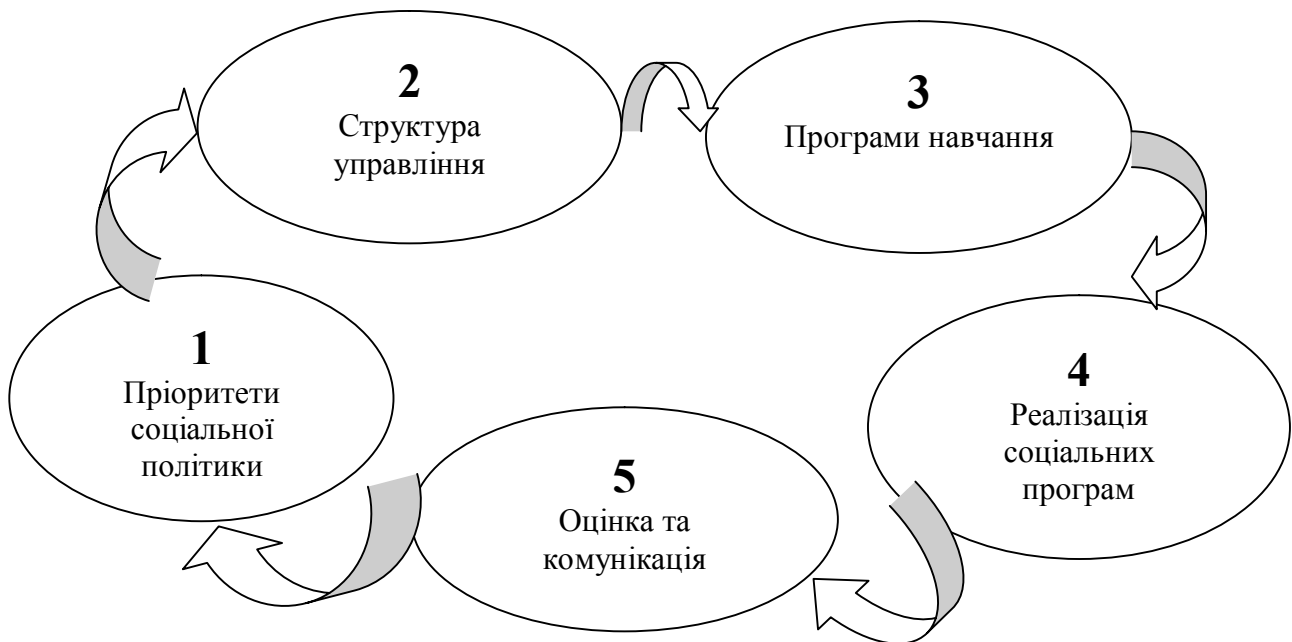 1
Пріоритети
соціальної
політики
2
Структура
управління
3
Програми навчання
4
Реалізація
соціальних
програм
5
Оцінка та
комунікація